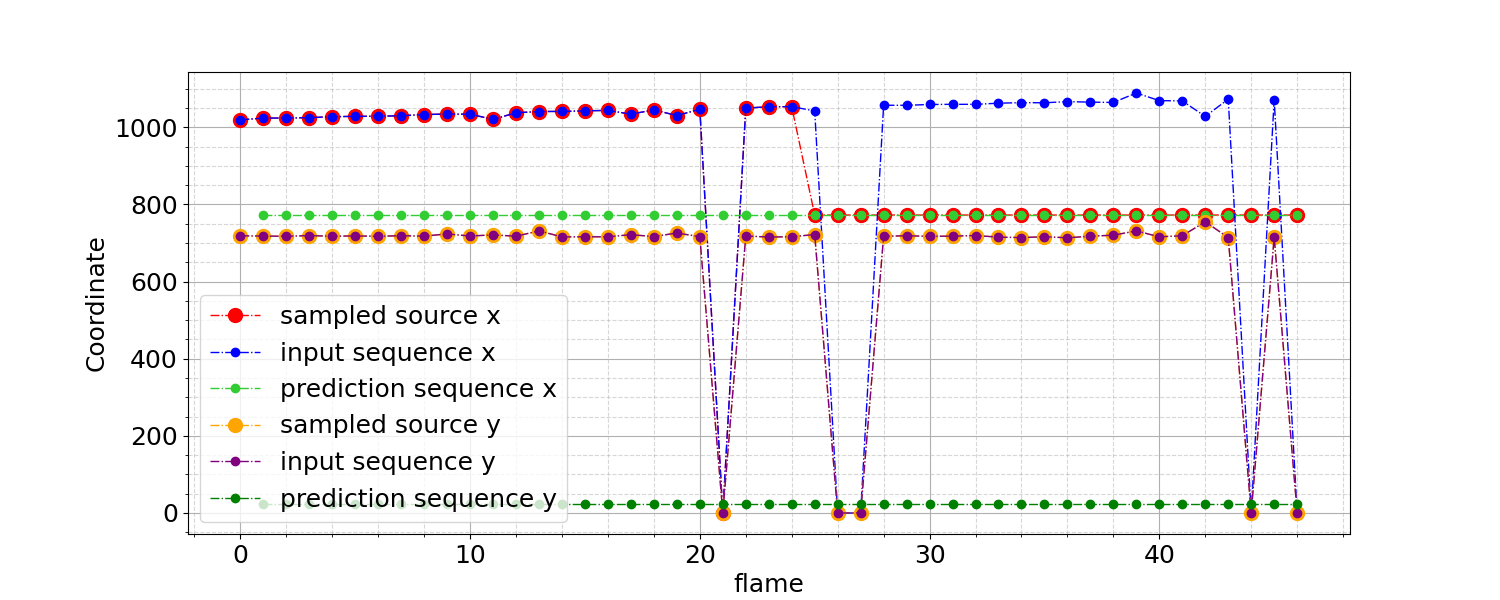 1000
800
600
400
200
0
Coordinate
sampled source x
input sequence x
prediction sequence x
sampled source y
input sequence y
prediction sequence y
0 10 20 30 40
flame